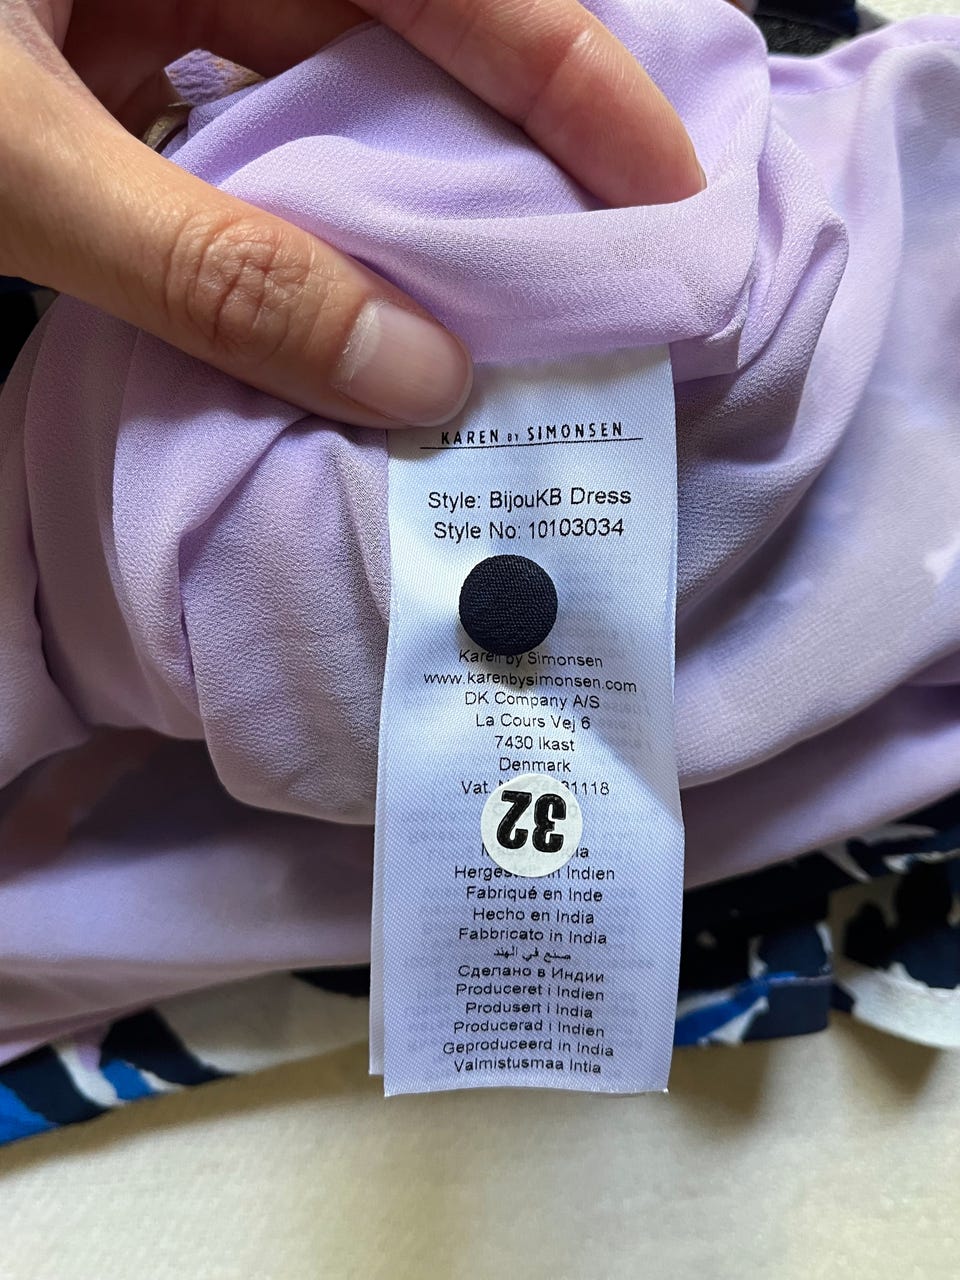 KAREN BY SIMONSEN
Style: BijouKB Dress
Style No: 10103034
Karen by Simonsen
www.karenbysimonsen.com
DK Company A/S
La Cours Vej 6
7430 Ikast
Denmark
Vat.
32
Hergestellt in Indien
Fabriqué en Inde
Hecho en India
Fabbricato in India
صنع في الهند
Сделано в Индии
Produceret i Indien
Produsert i India
Producerad i Indien
Geproduceerd in India
Valmistusmaa Intia